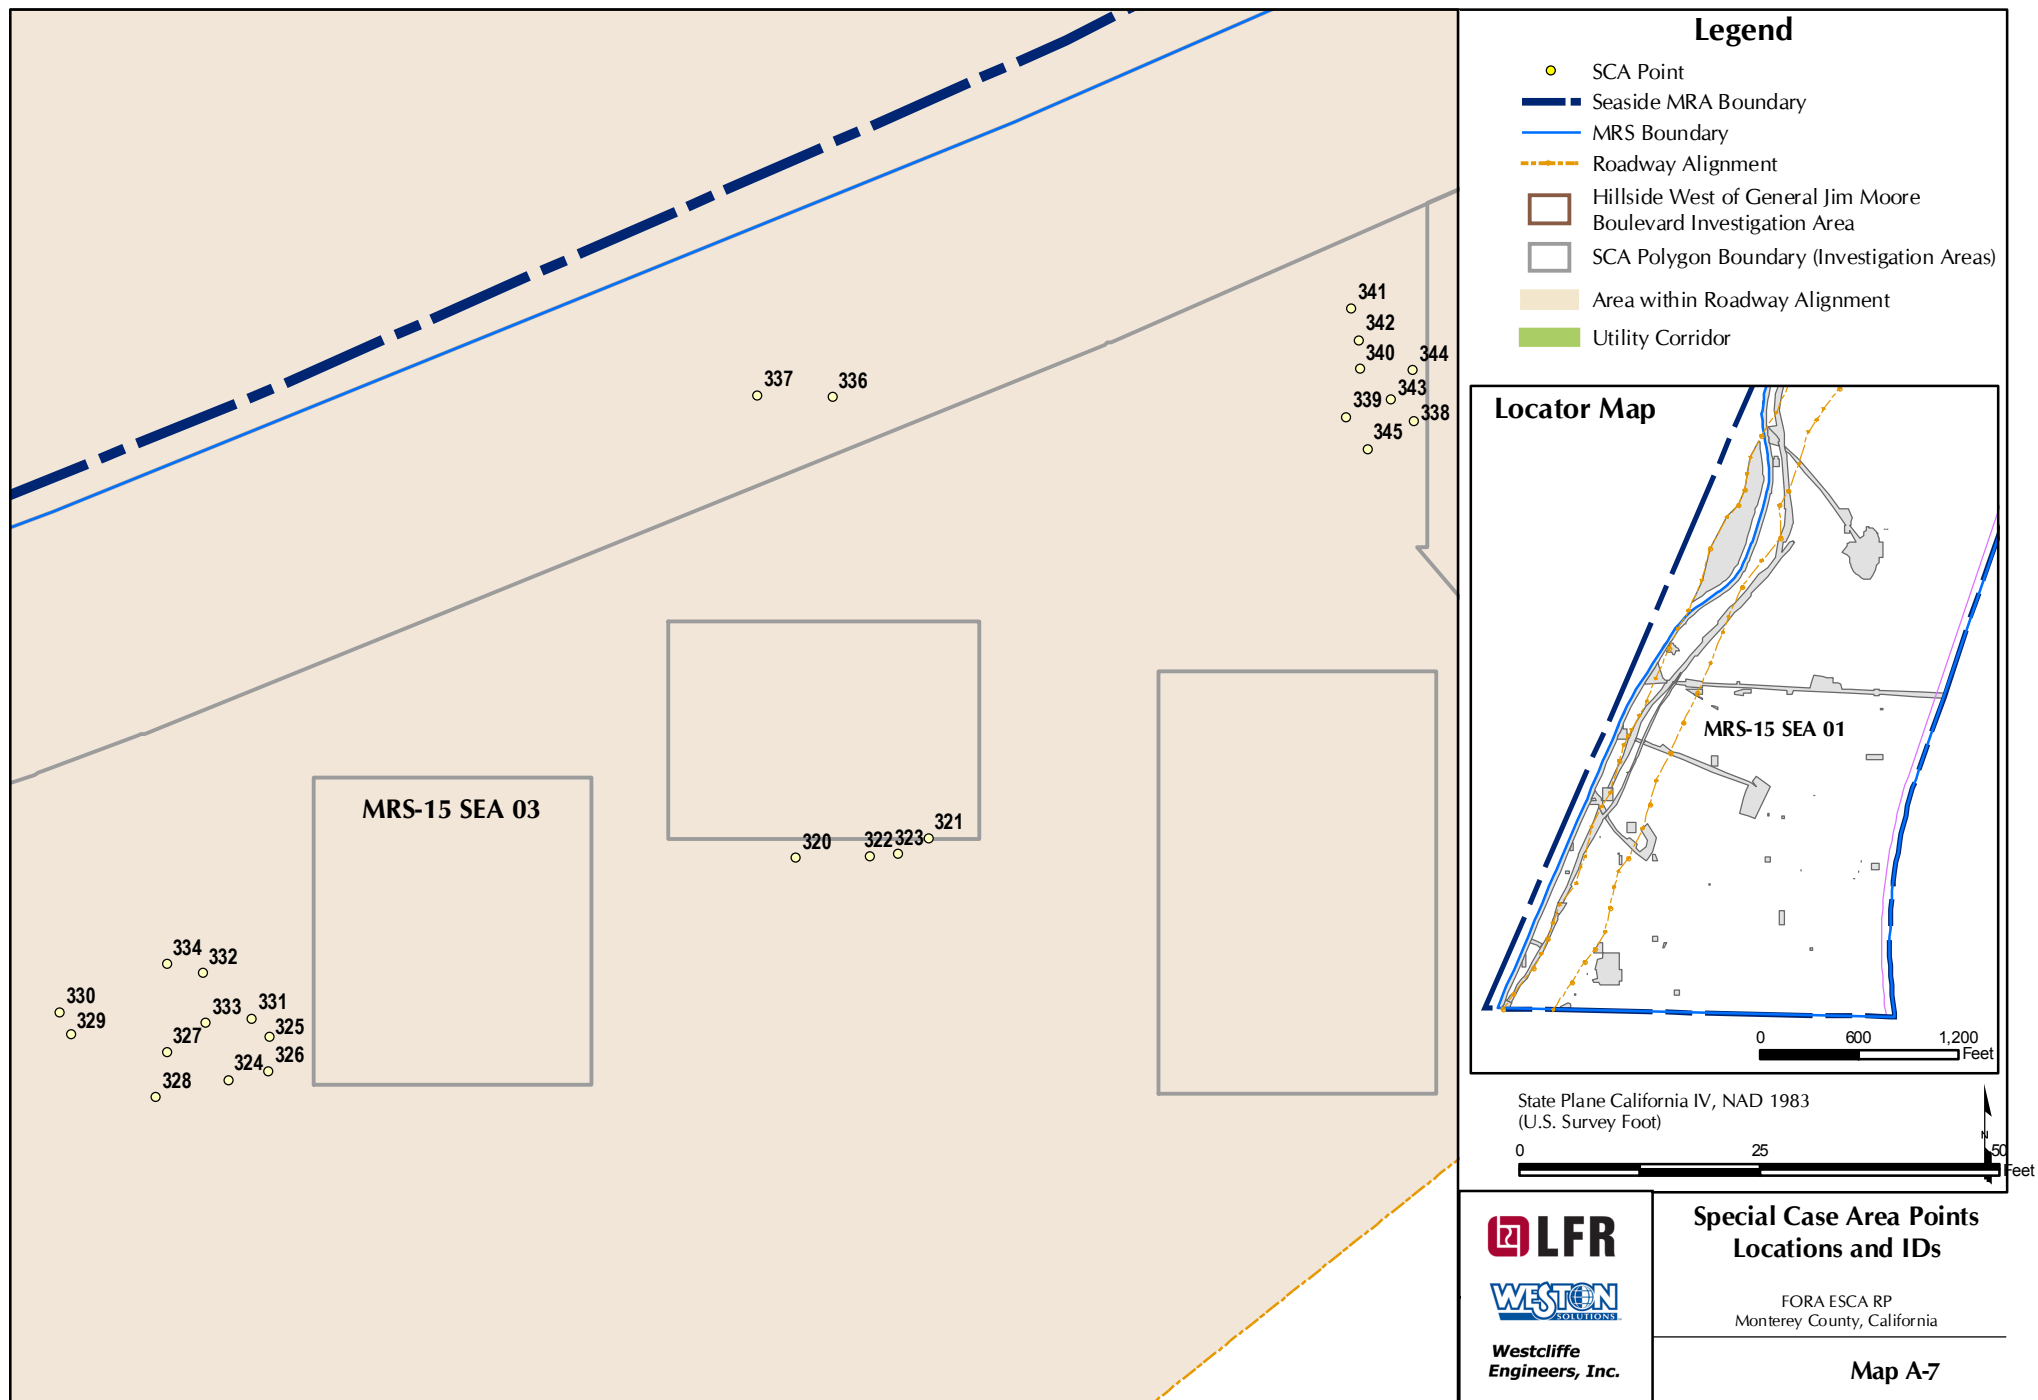 Legend
SCA Point
Seaside MRA Boundary
MRS Boundary
Roadway Alignment
Hillside West of General Jim Moore
Boulevard Investigation Area
SCA Polygon Boundary (Investigation Areas)
Area within Roadway Alignment
Utility Corridor
341
342
340
344
343
339
338
345
337
336
MRS-15 SEA 03
320
322
323
321
334
332
330
329
333
331
325
327
326
324
328
Locator Map
MRS-15 SEA 01
0 600 1,200
Feet
State Plane California IV, NAD 1983
(U.S. Survey Foot)
N
0 25 50
Feet
LFR
WESTON
SOLUTIONS
Westcliffe
Engineers, Inc.
Special Case Area Points
Locations and IDs
FORA ESCA RP
Monterey County, California
Map A-7